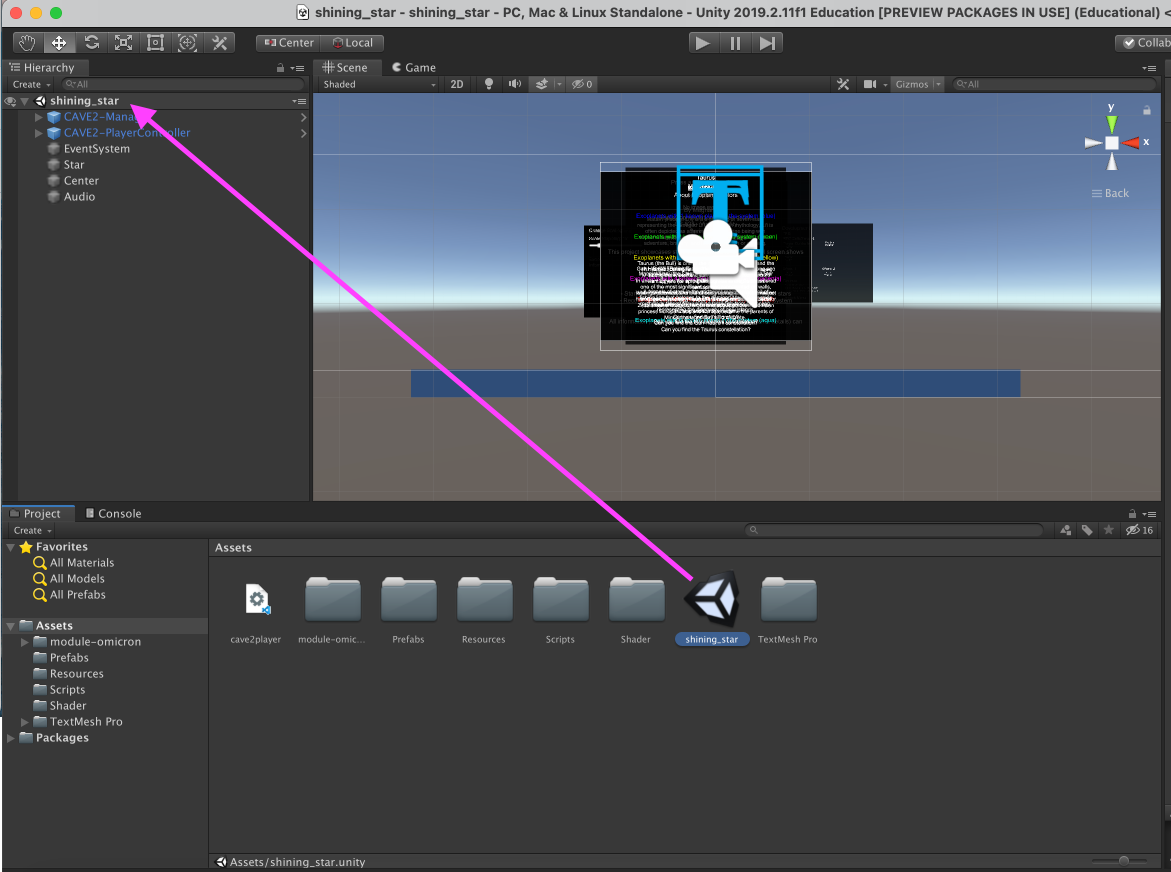 shining_star - shining_star - PC, Mac & Linux Standalone - Unity 2019.2.11f1 Education [PREVIEW PACKAGES IN USE] (Educational) <
Center
Local
Collab
Hierarchy
Create
All
shining_star
CAVE2-Mana
CAVE2-PlayerController
EventSystem
Star
Center
Audio
Scene
Game
Shaded
2D
0
Gizmos
All
y
x
Back
Taurus
Can you find the Taurus constellation?
Project
Console
Create
16
Favorites
All Materials
All Models
All Prefabs
Assets
module-omicron
Prefabs
Resources
Scripts
Shader
TextMesh Pro
Packages
Assets
cave2player
module-omic...
Prefabs
Resources
Scripts
Shader
shining_star
TextMesh Pro
Assets/shining_star.unity